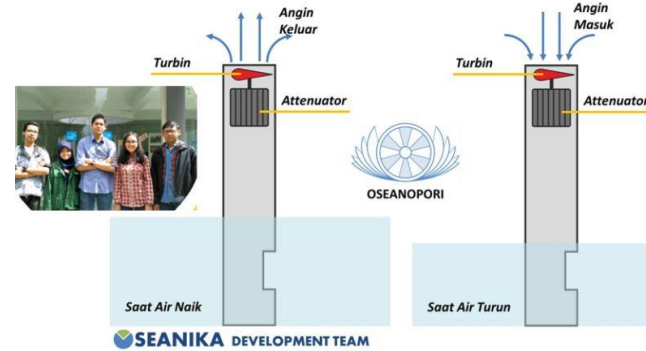 Angin
Keluar
Turbin
Attenuator
Saat Air Naik
OSEANOPORI
Angin
Masuk
Turbin
Attenuator
Saat Air Turun
SEANIKA DEVELOPMENT TEAM